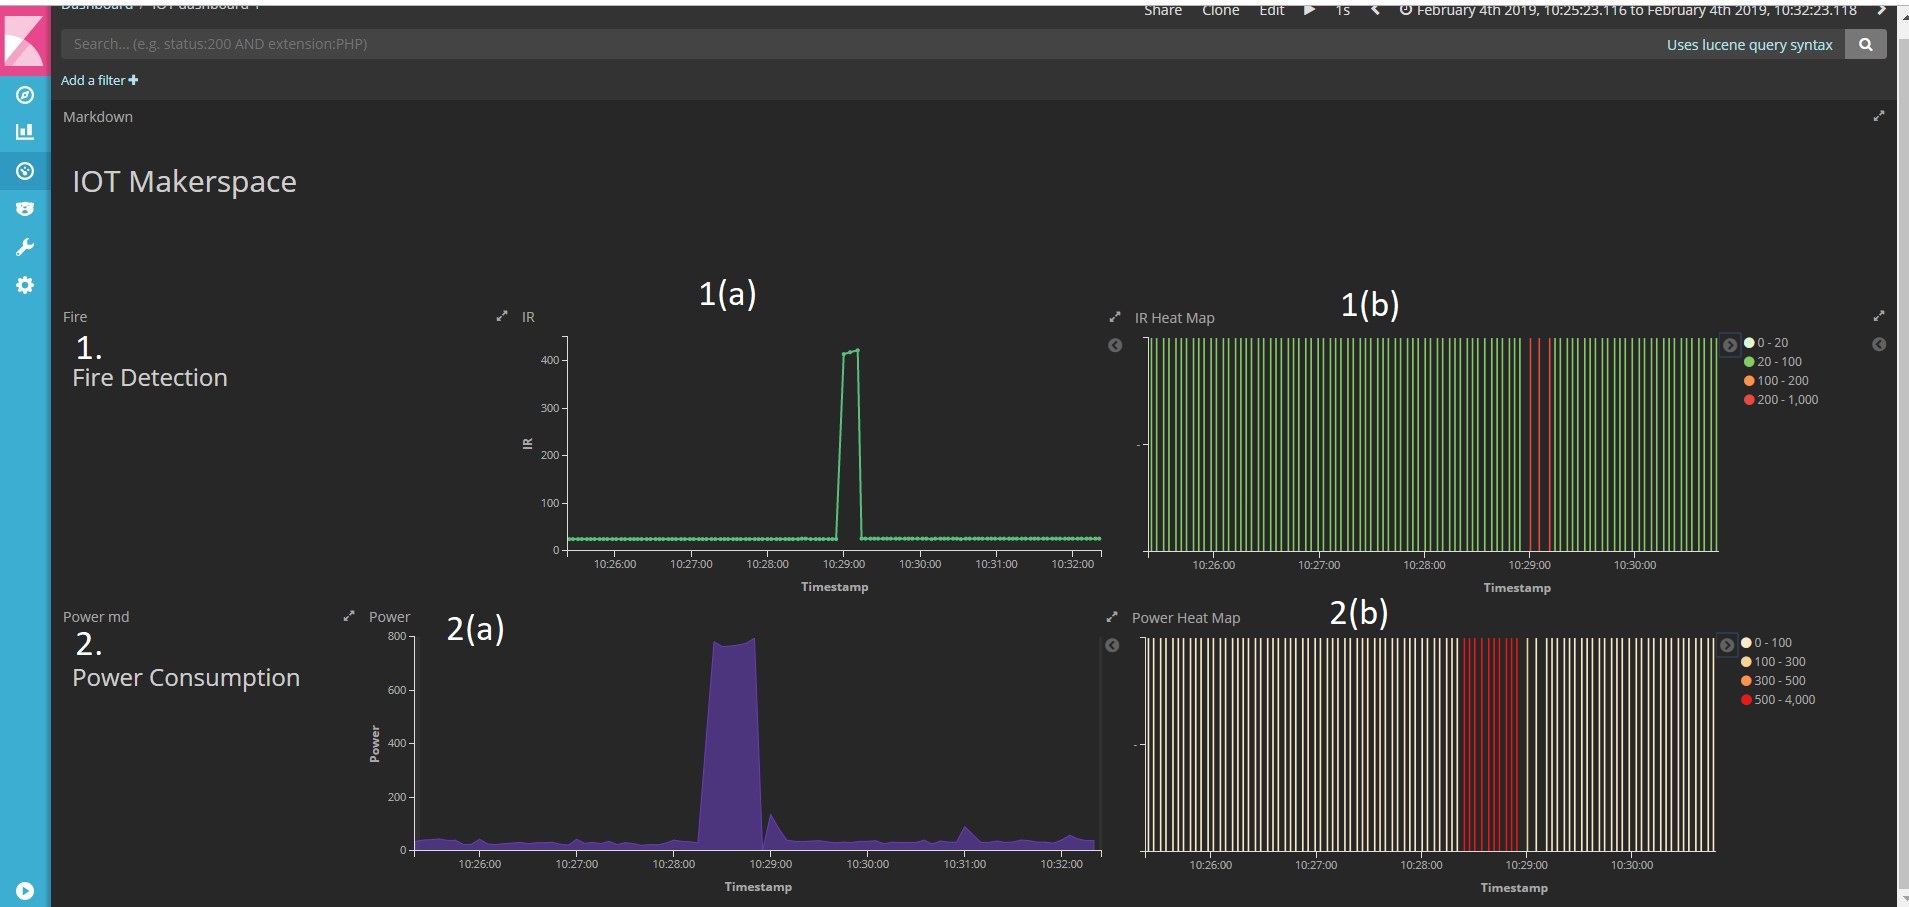 Dashboard / IOT dashboard 1
Share Clone Edit 1s February 4th 2019, 10:25:23.116 to February 4th 2019, 10:32:23.118
Search... (e.g. status:200 AND extension:PHP) Uses lucene query syntax
Add a filter
Markdown
IOT Makerspace
Fire
1.
Fire Detection
IR
1(a)
400
300
200
100
0
IR
10:26:00 10:27:00 10:28:00 10:29:00 10:30:00 10:31:00 10:32:00
Timestamp
IR Heat Map
1(b)
0 - 20
20 - 100
100 - 200
200 - 1,000
10:26:00 10:27:00 10:28:00 10:29:00 10:30:00
Timestamp
Power md
2.
Power Consumption
Power
2(a)
800
600
400
200
0
Power
10:26:00 10:27:00 10:28:00 10:29:00 10:30:00 10:31:00 10:32:00
Timestamp
Power Heat Map
2(b)
0 - 100
100 - 300
300 - 500
500 - 4,000
10:26:00 10:27:00 10:28:00 10:29:00 10:30:00
Timestamp